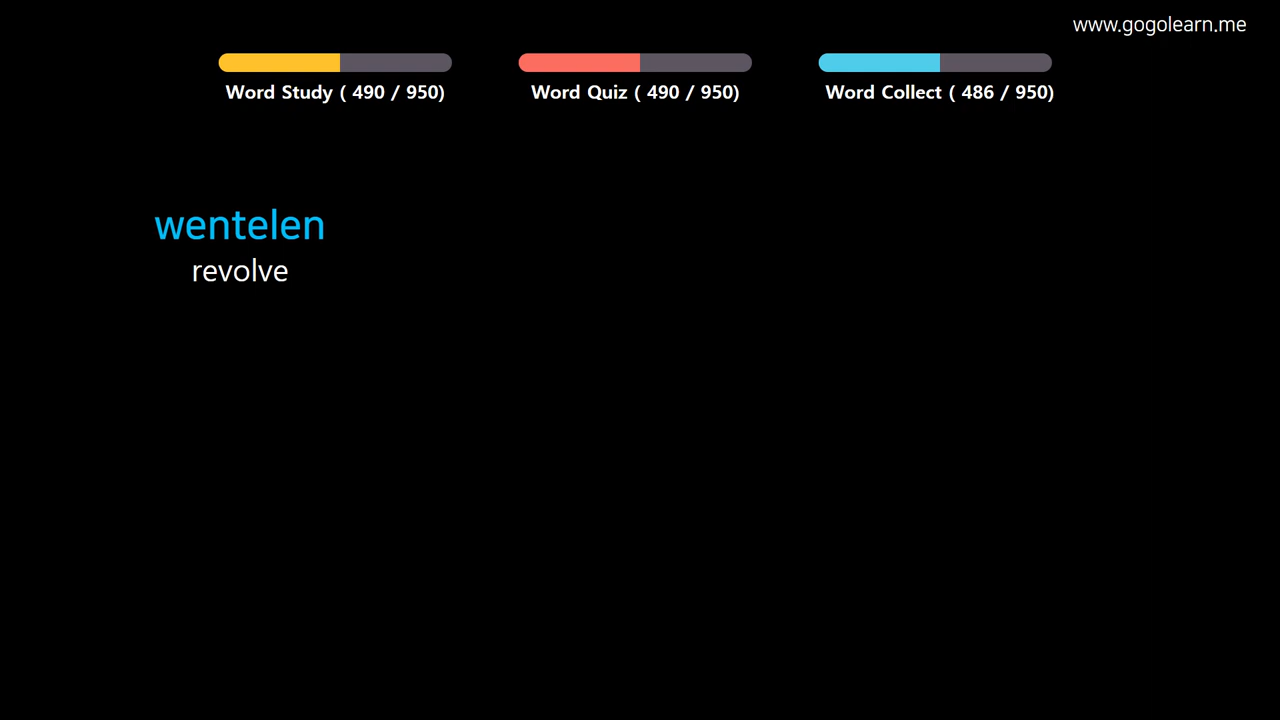 www.gogolearn.me
Word Study ( 490 / 950)
Word Quiz ( 490 / 950)
Word Collect ( 486 / 950)
wentelen
revolve